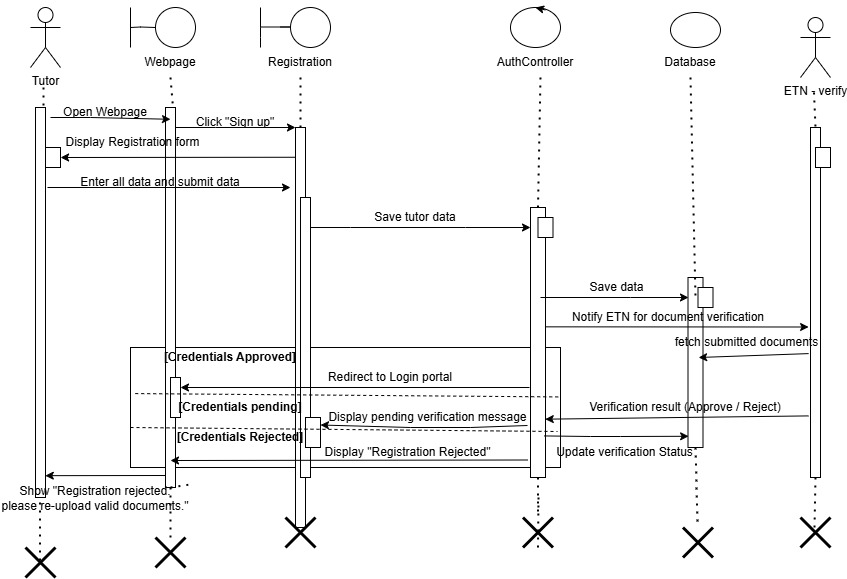 Tutor
Webpage
Registration
AuthController
Database
ETN - verify
Open Webpage
Click "Sign up"
Display Registration form
Enter all data and submit data
Save tutor data
Save data
Notify ETN for document verification
fetch submitted documents
[Credentials Approved]
Redirect to Login portal
[Credentials pending]
Display pending verification message
Verification result (Approve / Reject)
[Credentials Rejected]
Display "Registration Rejected"
Update verification Status
Show "Registration rejected,
please re-upload valid documents."